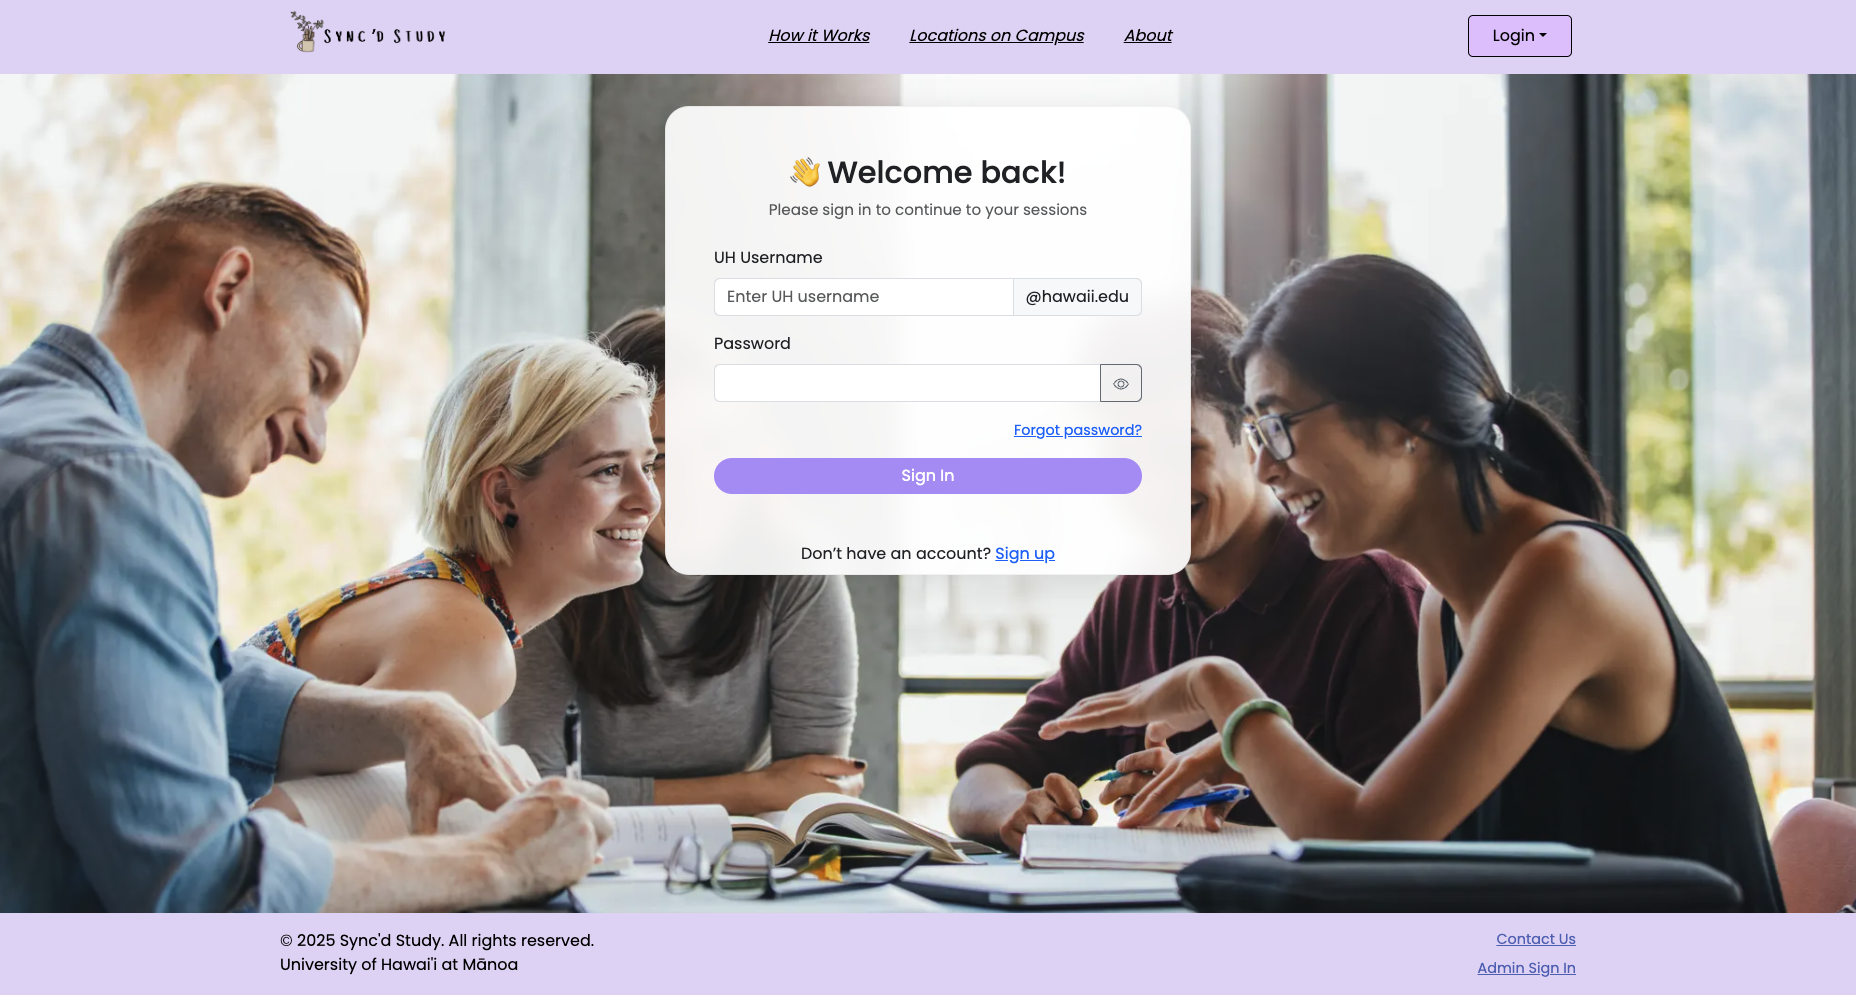 Sync'd Study
How it Works
Locations on Campus
About
Login
👋 Welcome back!
Please sign in to continue to your sessions
UH Username
Enter UH username
@hawaii.edu
Password
Forgot password?
Sign In
Don’t have an account? Sign up
© 2025 Sync'd Study. All rights reserved.
University of Hawai'i at Mānoa
Contact Us
Admin Sign In